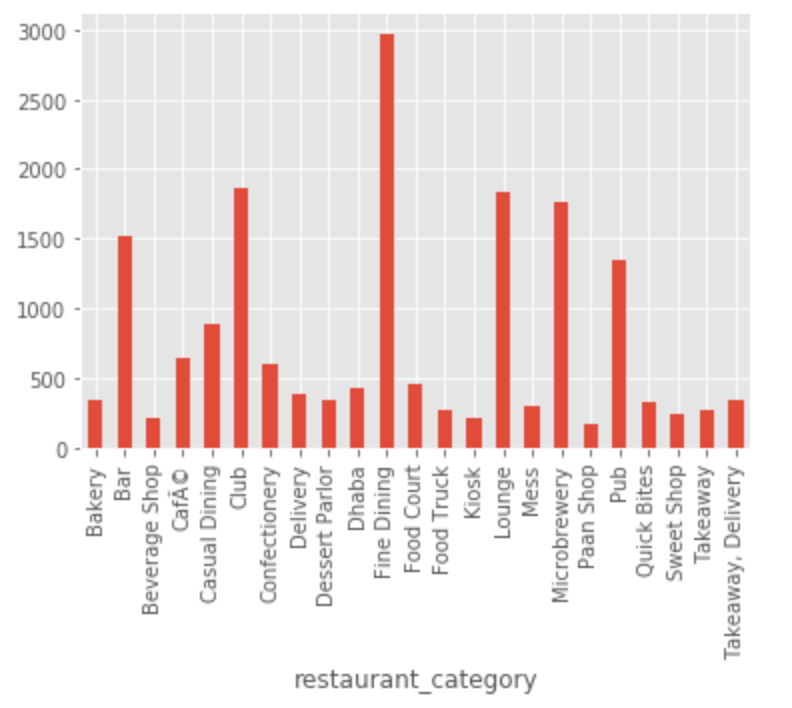 3000
2500
2000
1500
1000
500
0
Bakery
Bar
Beverage Shop
CafÃ©
Casual Dining
Club
Confectionery
Delivery
Dessert Parlor
Dhaba
Fine Dining
Food Court
Food Truck
Kiosk
Lounge
Mess
Microbrewery
Paan Shop
Pub
Quick Bites
Sweet Shop
Takeaway
Takeaway, Delivery
restaurant_category